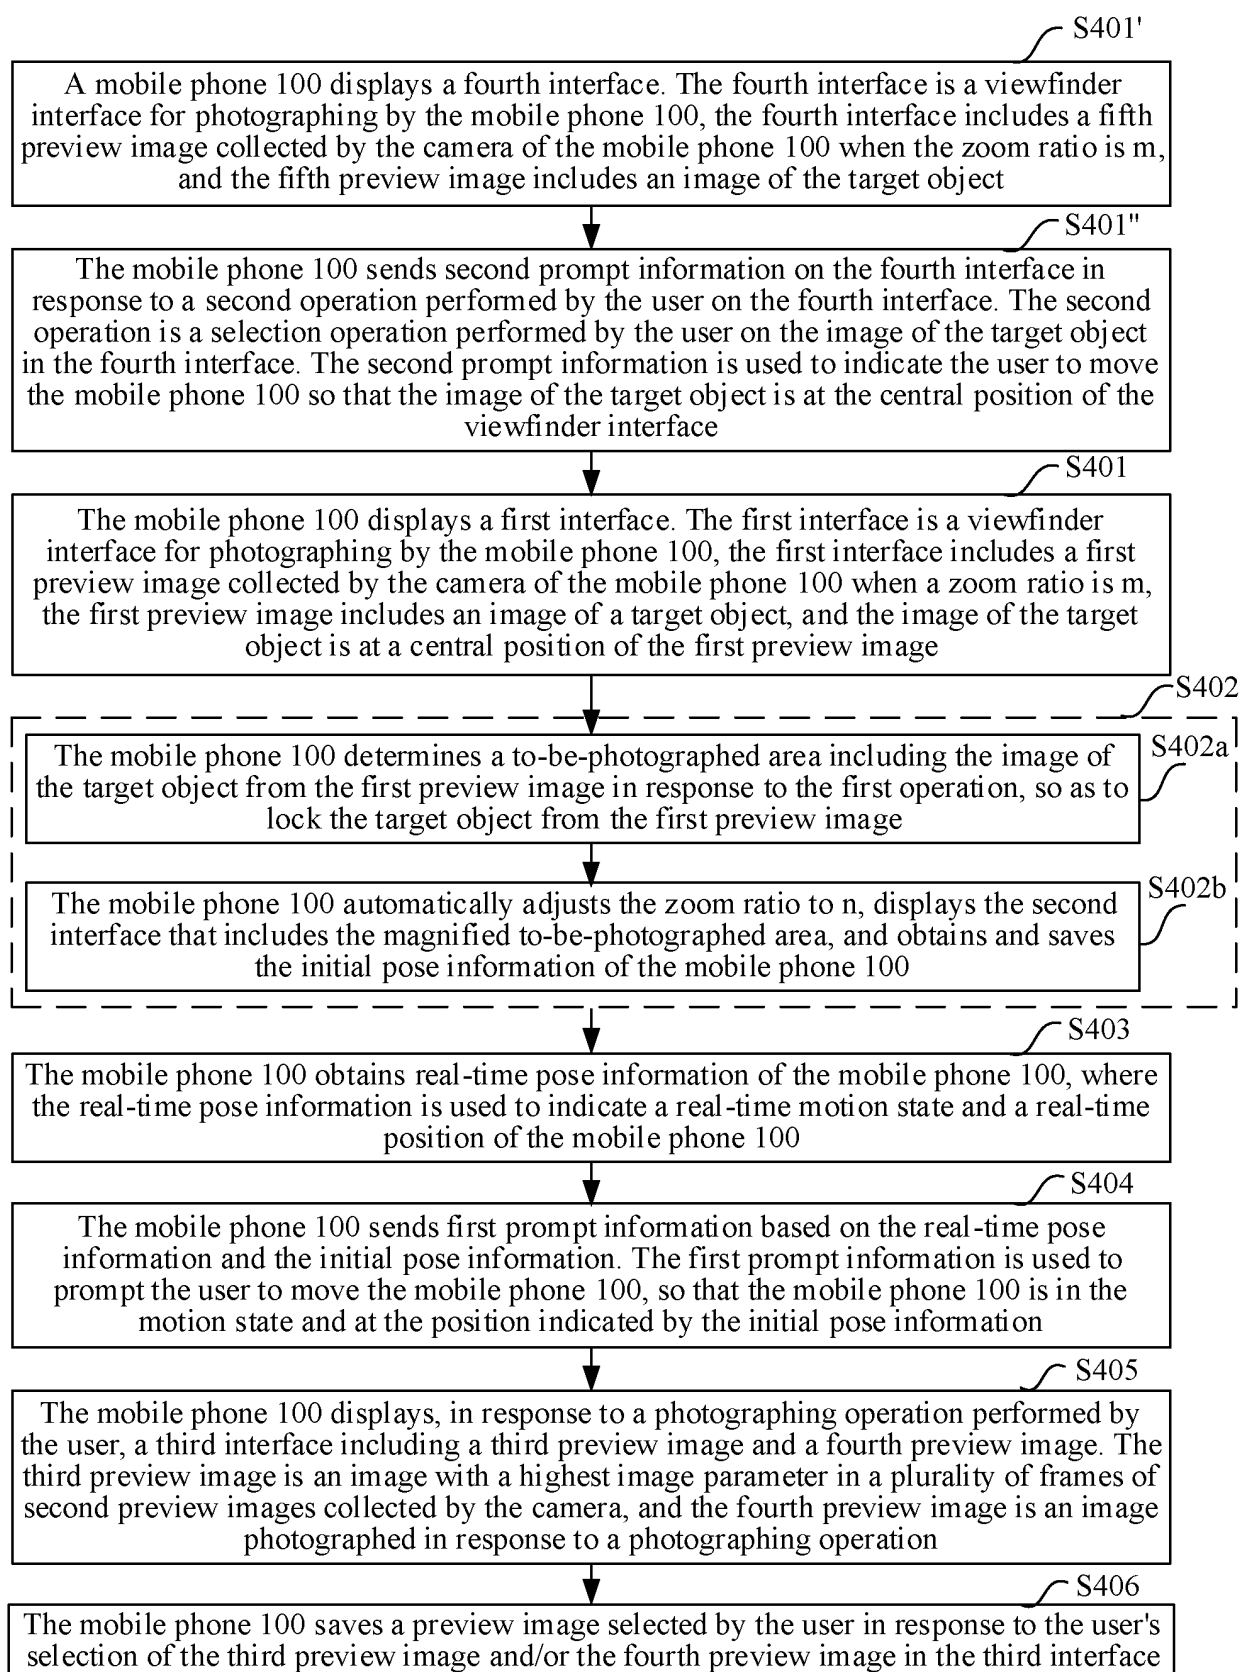 S401'
A mobile phone 100 displays a fourth interface. The fourth interface is a viewfinder
interface for photographing by the mobile phone 100, the fourth interface includes a fifth
preview image collected by the camera of the mobile phone 100 when the zoom ratio is m,
and the fifth preview image includes an image of the target object
S401"
The mobile phone 100 sends second prompt information on the fourth interface in
response to a second operation performed by the user on the fourth interface. The second
operation is a selection operation performed by the user on the image of the target object
in the fourth interface. The second prompt information is used to indicate the user to move
the mobile phone 100 so that the image of the target object is at the central position of the
viewfinder interface
S401
The mobile phone 100 displays a first interface. The first interface is a viewfinder
interface for photographing by the mobile phone 100, the first interface includes a first
preview image collected by the camera of the mobile phone 100 when a zoom ratio is m,
the first preview image includes an image of a target object, and the image of the target
object is at a central position of the first preview image
S402
S402a
The mobile phone 100 determines a to-be-photographed area including the image of
the target object from the first preview image in response to the first operation, so as to
lock the target object from the first preview image
S402b
The mobile phone 100 automatically adjusts the zoom ratio to n, displays the second
interface that includes the magnified to-be-photographed area, and obtains and saves
the initial pose information of the mobile phone 100
S403
The mobile phone 100 obtains real-time pose information of the mobile phone 100, where
the real-time pose information is used to indicate a real-time motion state and a real-time
position of the mobile phone 100
S404
The mobile phone 100 sends first prompt information based on the real-time pose
information and the initial pose information. The first prompt information is used to
prompt the user to move the mobile phone 100, so that the mobile phone 100 is in the
motion state and at the position indicated by the initial pose information
S405
The mobile phone 100 displays, in response to a photographing operation performed by
the user, a third interface including a third preview image and a fourth preview image. The
third preview image is an image with a highest image parameter in a plurality of frames of
second preview images collected by the camera, and the fourth preview image is an image
photographed in response to a photographing operation
S406
The mobile phone 100 saves a preview image selected by the user in response to the user's
selection of the third preview image and/or the fourth preview image in the third interface